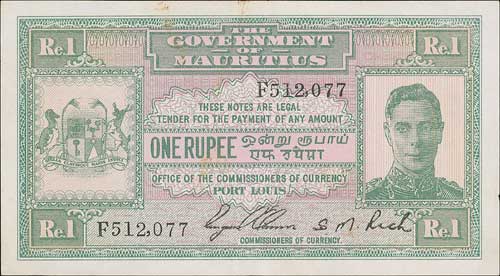 Re.1
THE
GOVERNMENT
OF
MAURITIUS
Re.1
F512,077
THESE NOTES ARE LEGAL
TENDER FOR THE PAYMENT OF ANY AMOUNT
ONE RUPEE ஒன்று ரூபாய்
एक रुपिया
OFFICE OF THE COMMISSIONERS OF CURRENCY
PORT LOUIS
Re.1
F512,077
S M Rich
Re.1
COMMISSIONERS OF CURRENCY.